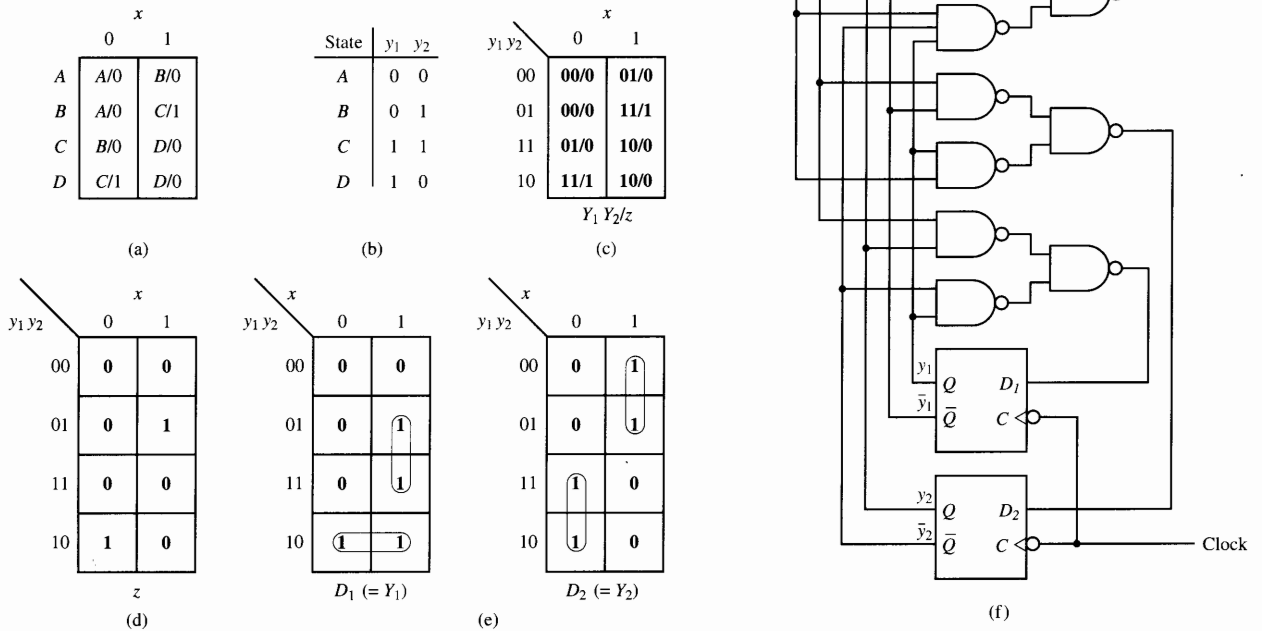 x
0 1
A A/0 B/0
B A/0 C/1
C B/0 D/0
D C/1 D/0
(a)
State y1 y2
A 0 0
B 0 1
C 1 1
D 1 0
(b)
x
y1 y2 0 1
00 00/0 01/0
01 00/0 11/1
11 01/0 10/0
10 11/1 10/0
Y1 Y2/z
(c)
x
y1 y2 0 1
00 0 0
01 0 1
11 0 0
10 1 0
z
(d)
x
y1 y2 0 1
00 0 0
01 0 1
11 0 1
10 1 1
D1 (= Y1)
x
y1 y2 0 1
00 0 1
01 0 1
11 1 0
10 1 0
D2 (= Y2)
(e)
y1 Q D1
ȳ1 Q̄ C
y2 Q D2
ȳ2 Q̄ C
Clock
(f)